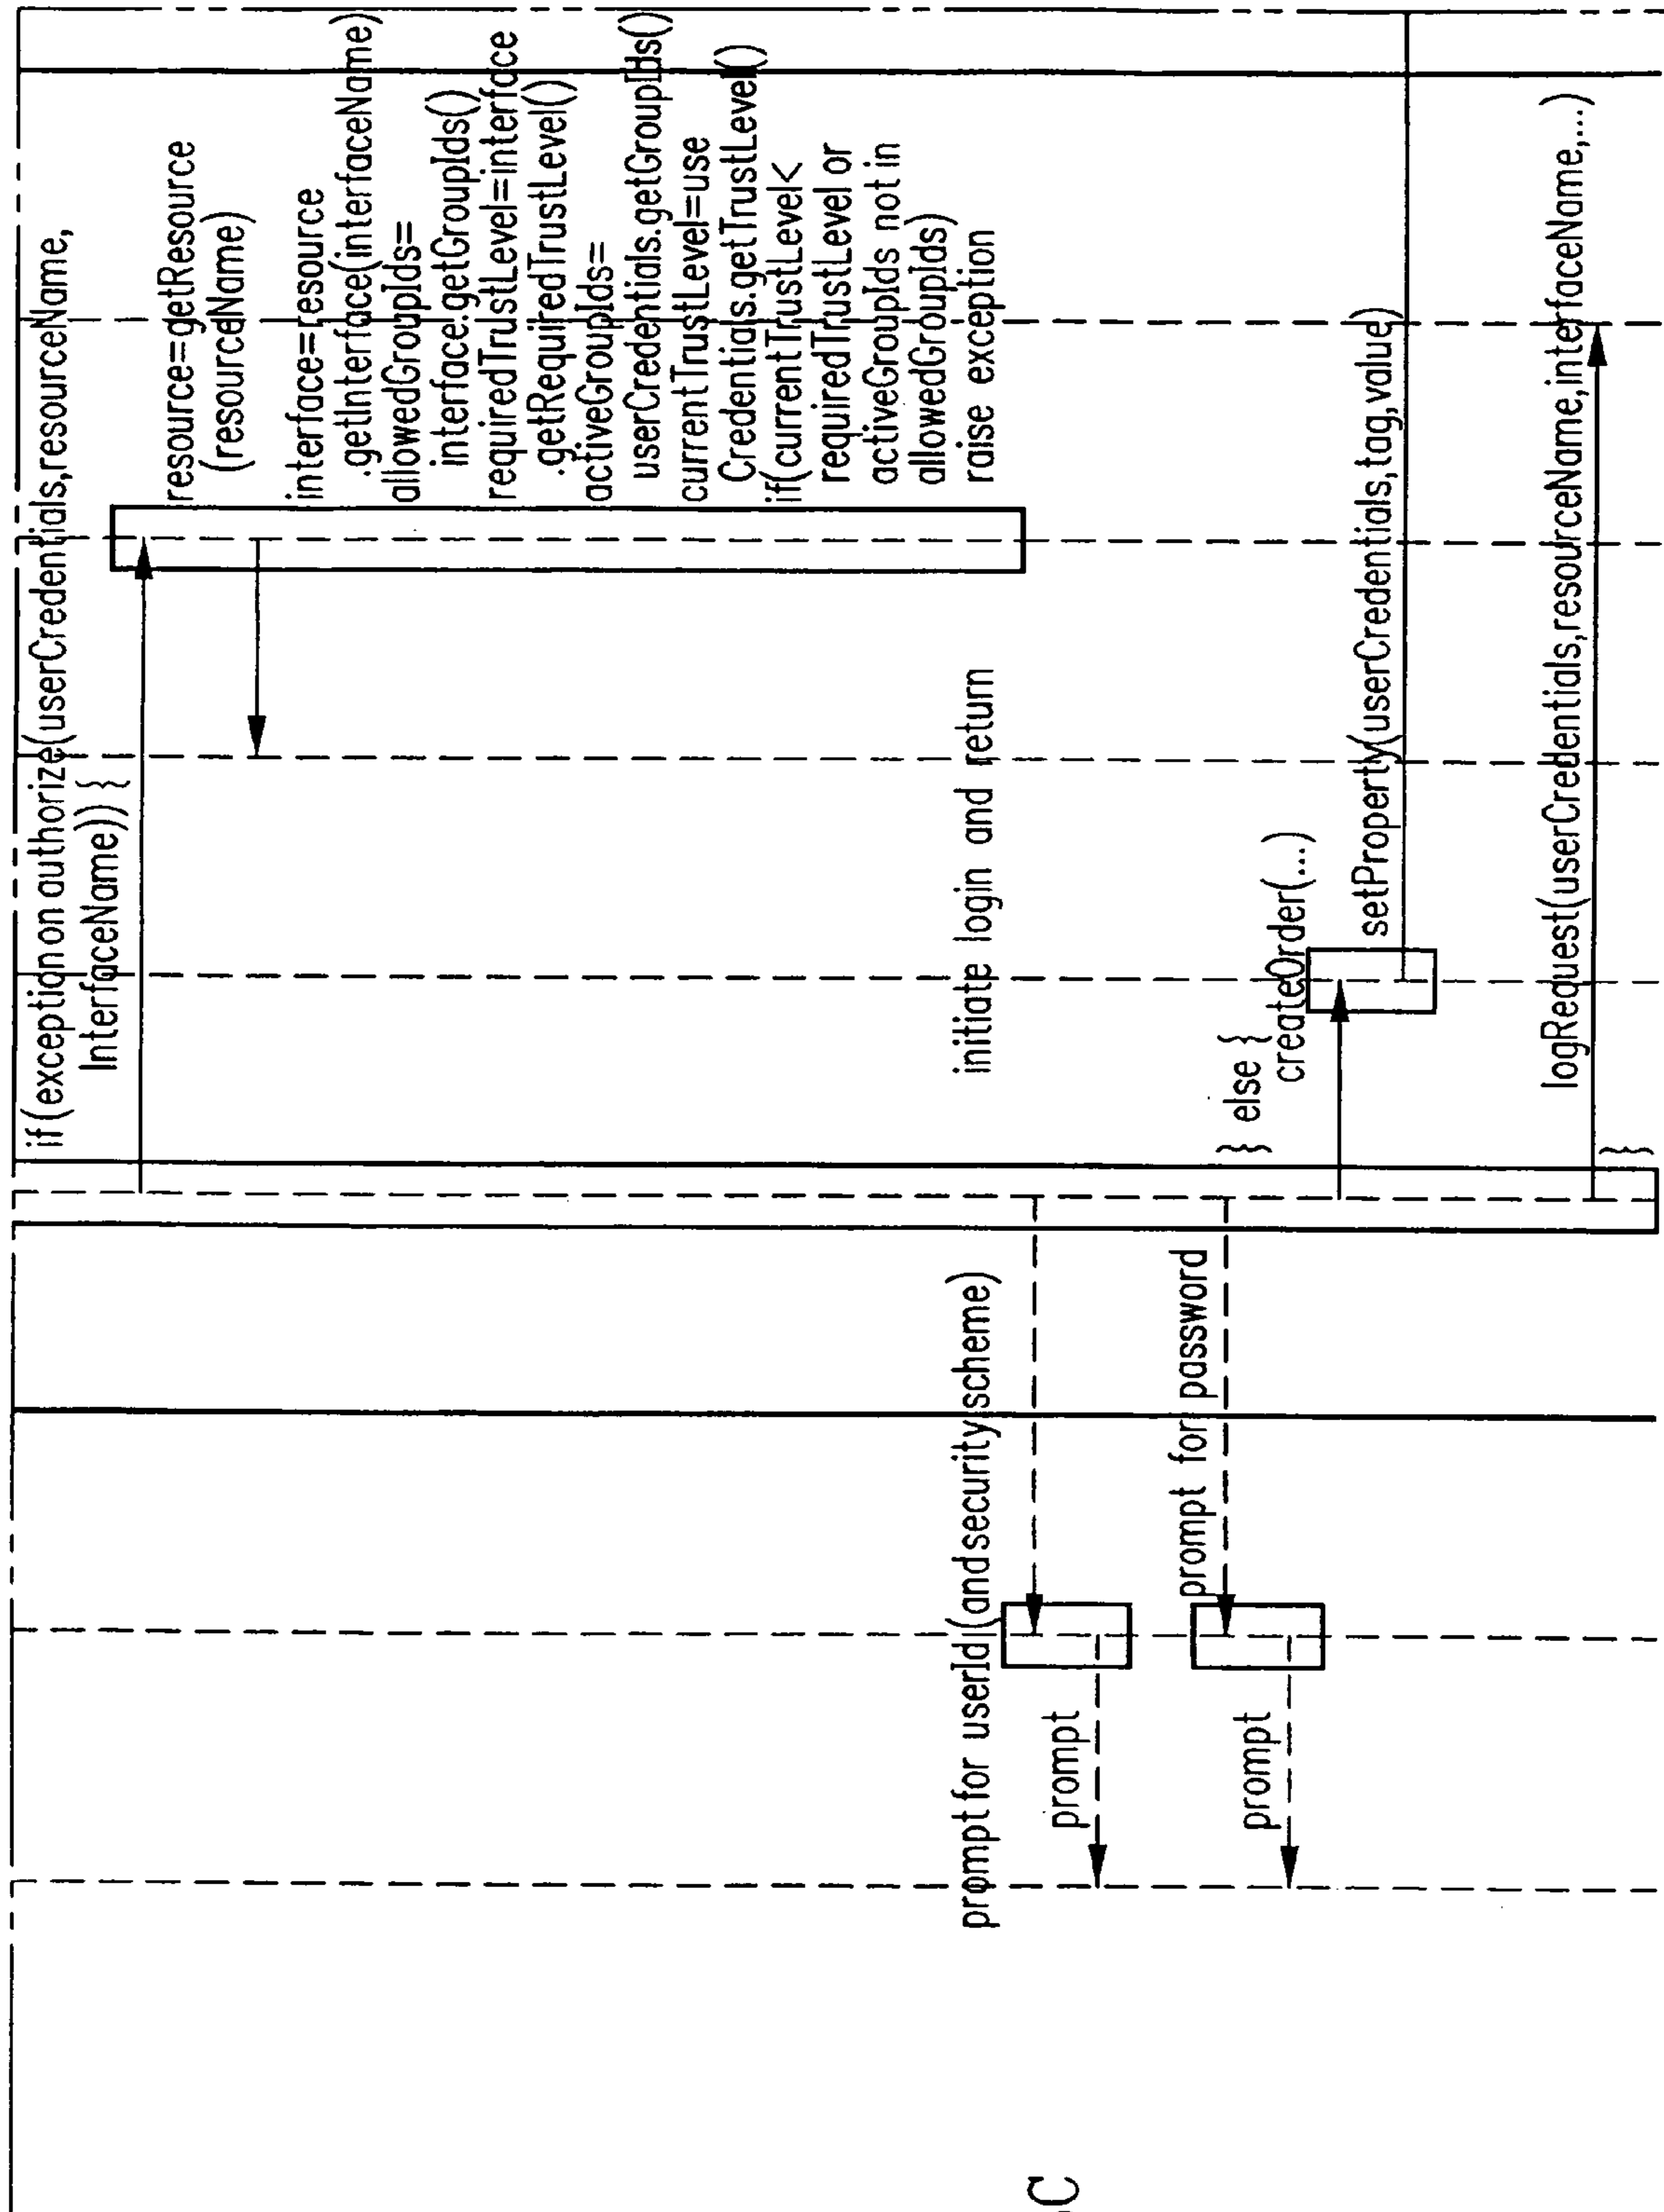 if(exception on authorize(userCredentials,resourceName,
InterfaceName)) {
resource=getResource
(resourceName)
interface=resource
.getInterface(interfaceName)
allowedGroupIds=
interface.getGroupIds()
requiredTrustLevel=interface
.getRequiredTrustLevel()
activeGroupIds=
userCredentials.getGroupIds()
currentTrustLevel=use
Credentials.getTrustLevel()
if(currentTrustLevel<
requiredTrustLevel or
activeGroupIds not in
allowedGroupIds)
raise exception
initiate login and return
prompt for userId (and security scheme)
prompt
prompt for password
prompt
} else }
createOrder(...)
setProperty(userCredentials,tag,value)
logRequest(userCredentials,resourceName,interfaceName,...)
}
C